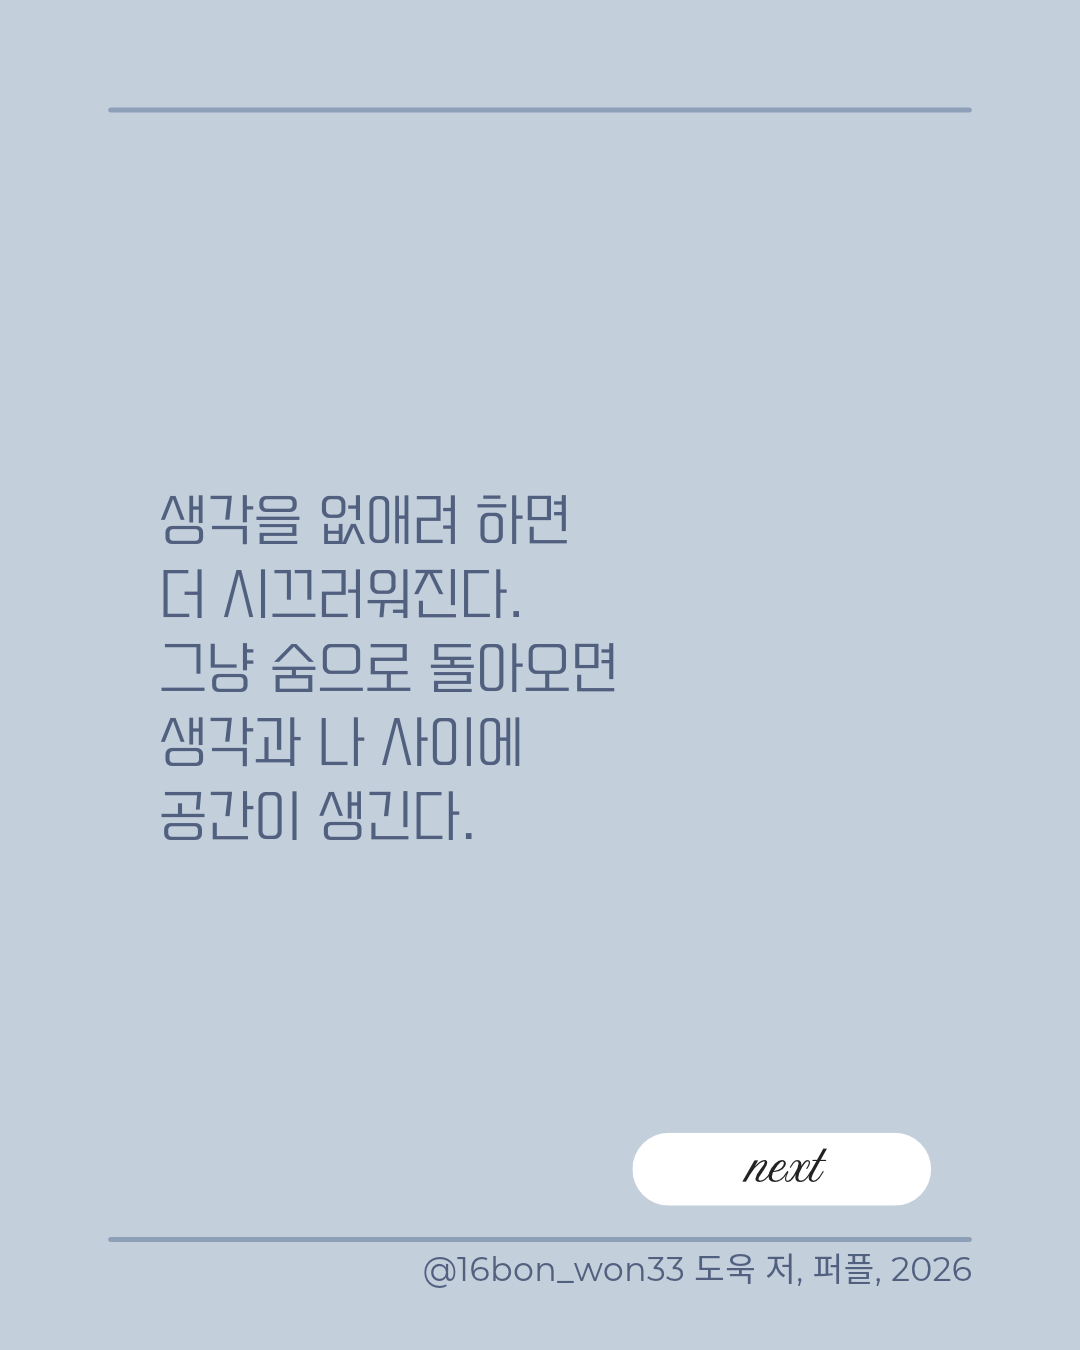 생각을 없애려 하면
더 시끄러워진다.
그냥 숨으로 돌아오면
생각과 나 사이에
공간이 생긴다.
next
@16bon_won33 도욱 저, 퍼플, 2026